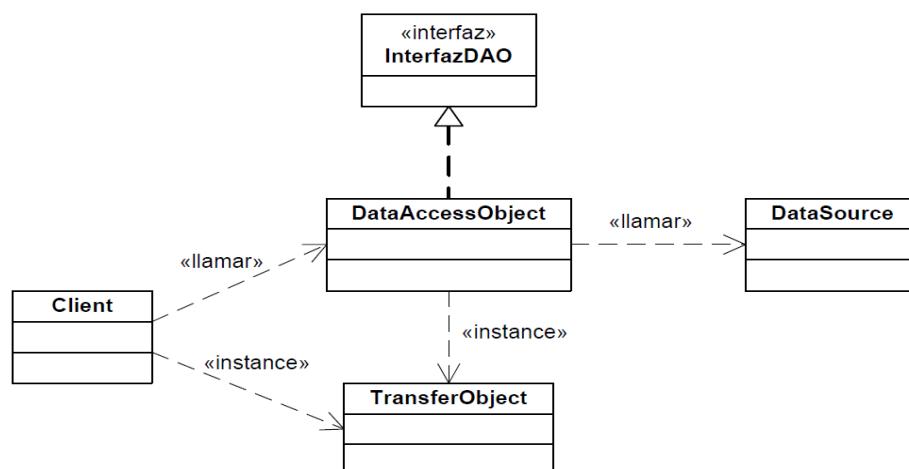 «interfaz»
InterfazDAO
DataAccessObject
«llamar»
DataSource
«llamar»
Client
«instance»
«instance»
TransferObject